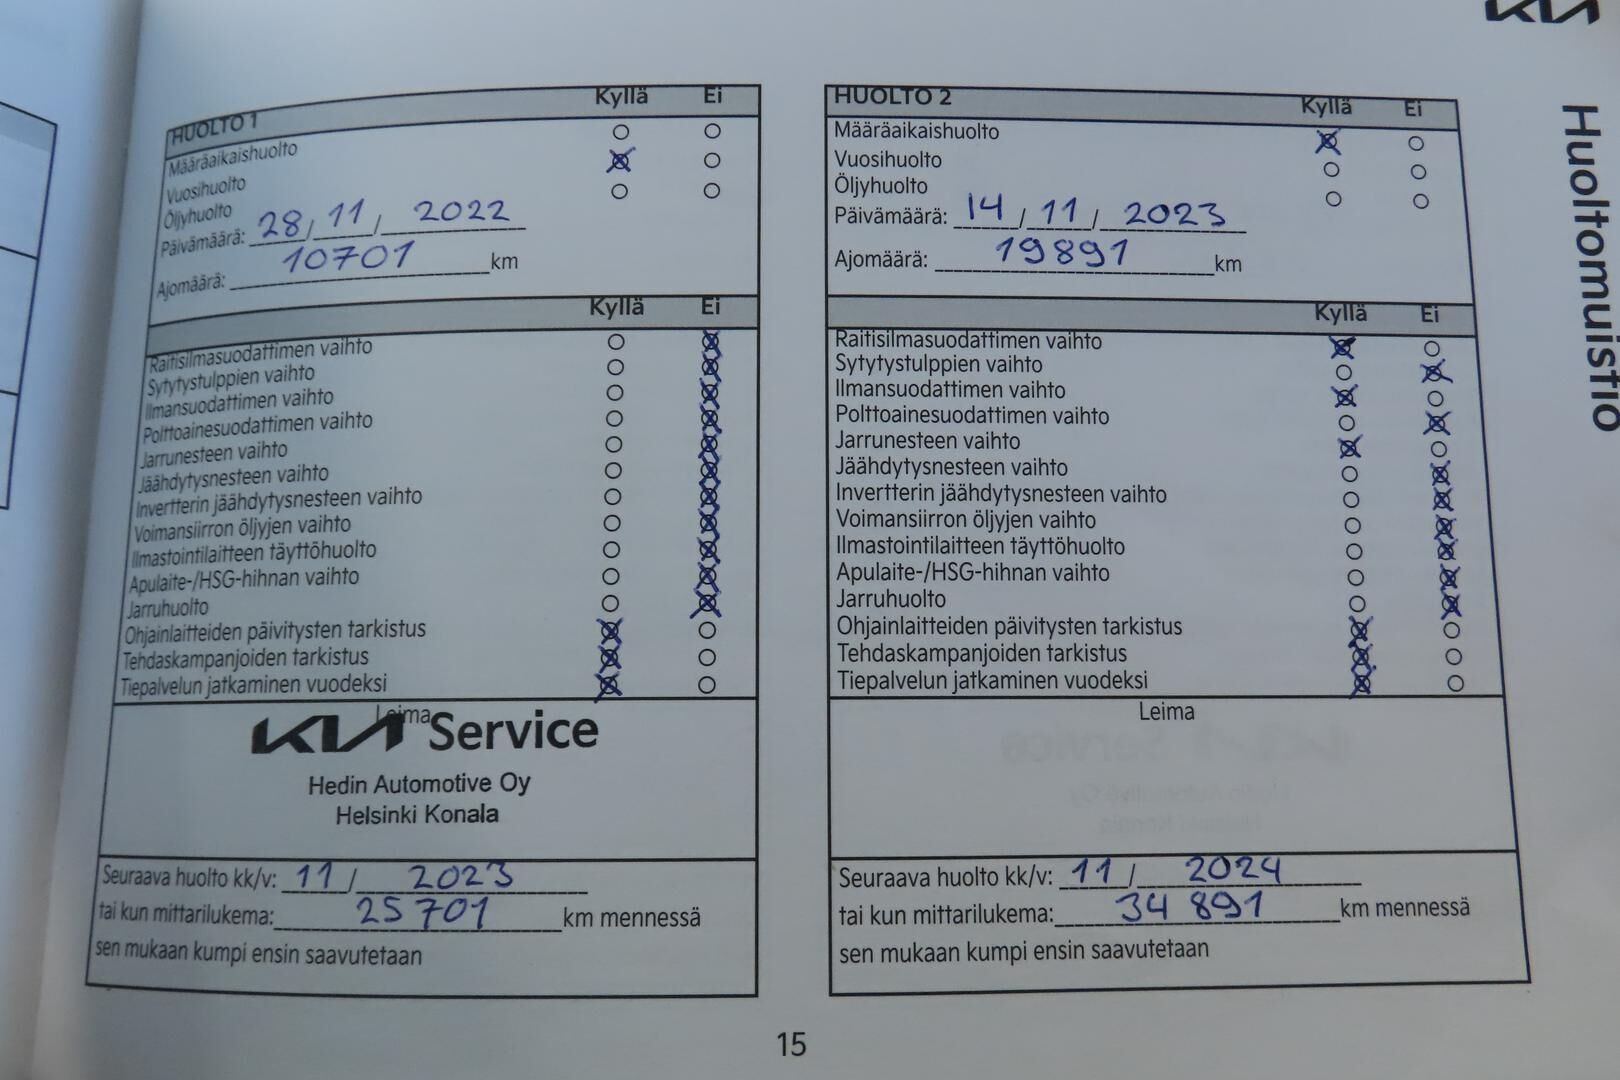 KIA
Huoltomuistio
HUOLTO 1 Kyllä Ei
Määräaikaishuolto
Vuosihuolto
Öljyhuolto
Päivämäärä: 28 / 11 / 2022
Ajomäärä: 10701 km
Kyllä Ei
Raitisilmasuodattimen vaihto
Sytytystulppien vaihto
Ilmansuodattimen vaihto
Polttoainesuodattimen vaihto
Jarrunesteen vaihto
Jäähdytysnesteen vaihto
Invertterin jäähdytysnesteen vaihto
Voimansiirron öljyjen vaihto
Ilmastointilaitteen täyttöhuolto
Apulaite-/HSG-hihnan vaihto
Jarruhuolto
Ohjainlaitteiden päivitysten tarkistus
Tehdaskampanjoiden tarkistus
Tiepalvelun jatkaminen vuodeksi
Leima
KIA Service
Hedin Automotive Oy
Helsinki Konala
Seuraava huolto kk/v: 11 / 2023
tai kun mittarilukema: 25 701 km mennessä
sen mukaan kumpi ensin saavutetaan
HUOLTO 2 Kyllä Ei
Määräaikaishuolto
Vuosihuolto
Öljyhuolto
Päivämäärä: 14 / 11 / 2023
Ajomäärä: 19891 km
Kyllä Ei
Raitisilmasuodattimen vaihto
Sytytystulppien vaihto
Ilmansuodattimen vaihto
Polttoainesuodattimen vaihto
Jarrunesteen vaihto
Jäähdytysnesteen vaihto
Invertterin jäähdytysnesteen vaihto
Voimansiirron öljyjen vaihto
Ilmastointilaitteen täyttöhuolto
Apulaite-/HSG-hihnan vaihto
Jarruhuolto
Ohjainlaitteiden päivitysten tarkistus
Tehdaskampanjoiden tarkistus
Tiepalvelun jatkaminen vuodeksi
Leima
Seuraava huolto kk/v: 11 / 2024
tai kun mittarilukema: 34 891 km mennessä
sen mukaan kumpi ensin saavutetaan
15